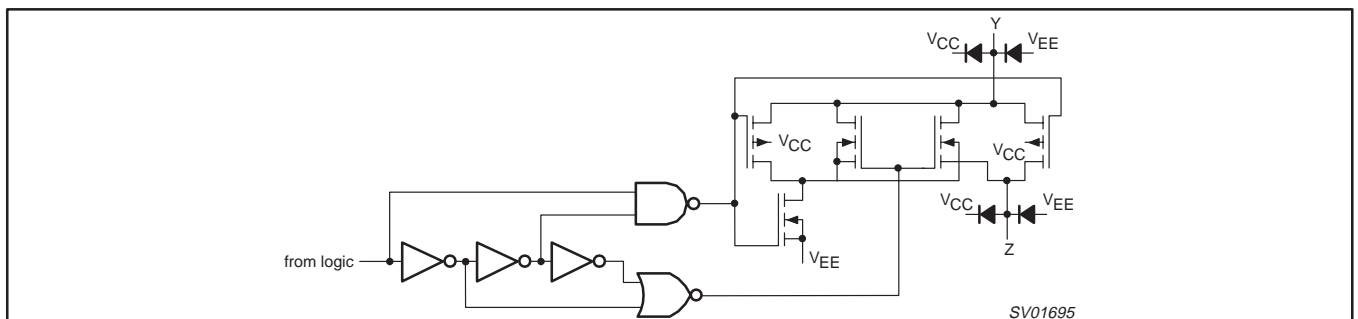 Y
VCC
VEE
VCC
VCC
VCC
VEE
from logic
VEE
Z
SV01695